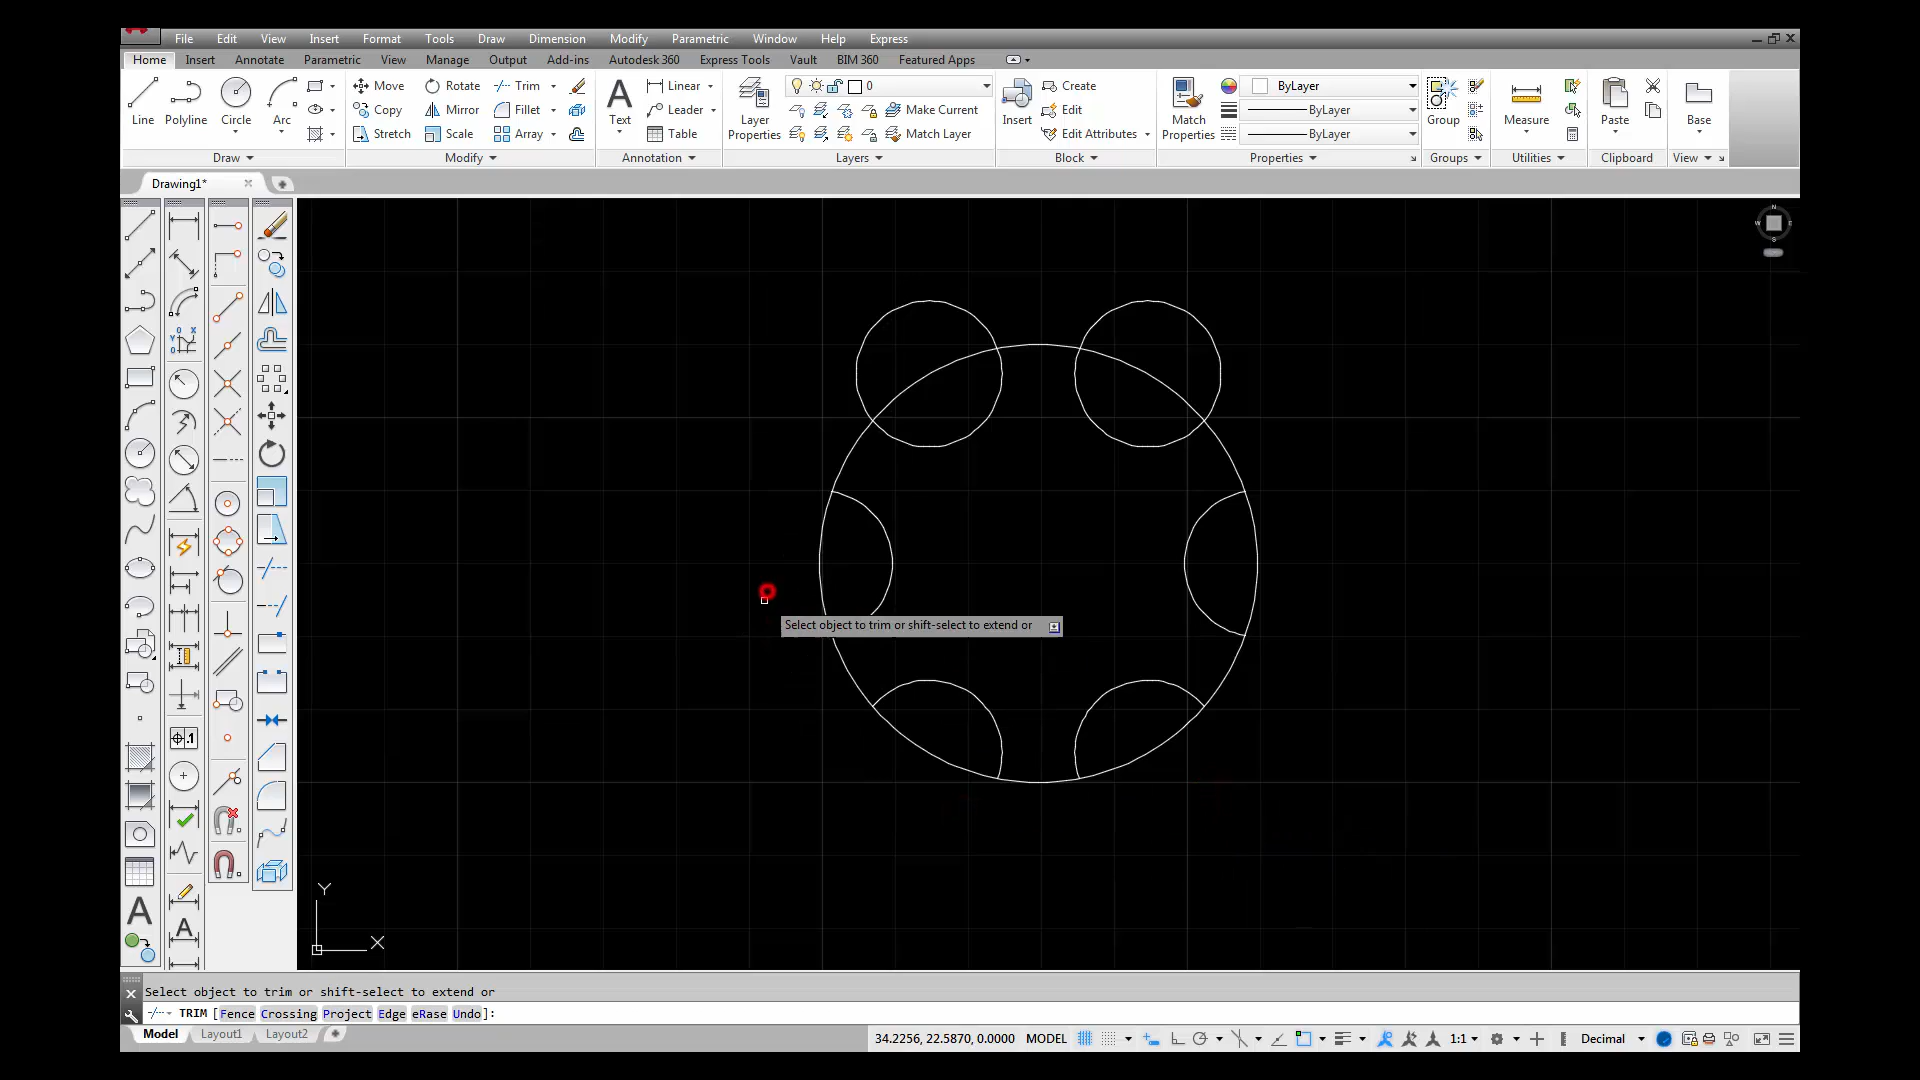 File Edit View Insert Format Tools Draw Dimension Modify Parametric Window Help Express
Home Insert Annotate Parametric View Manage Output Add-ins Autodesk 360 Express Tools Vault BIM 360 Featured Apps
Move Rotate Trim Linear 0 Create ByLayer
Copy Mirror Fillet Leader Make Current Edit ByLayer
Line Polyline Circle Arc Text Layer Properties Insert Match Properties Group Measure Paste Base
Stretch Scale Array Table Match Layer Edit Attributes ByLayer
Draw Modify Annotation Layers Block Properties Groups Utilities Clipboard View
Drawing1*
N
W E
S
Select object to trim or shift-select to extend or
Y
X
Select object to trim or shift-select to extend or
TRIM [Fence Crossing Project Edge eRase Undo]:
Model Layout1 Layout2
34.2256, 22.5870, 0.0000 MODEL 1:1 Decimal